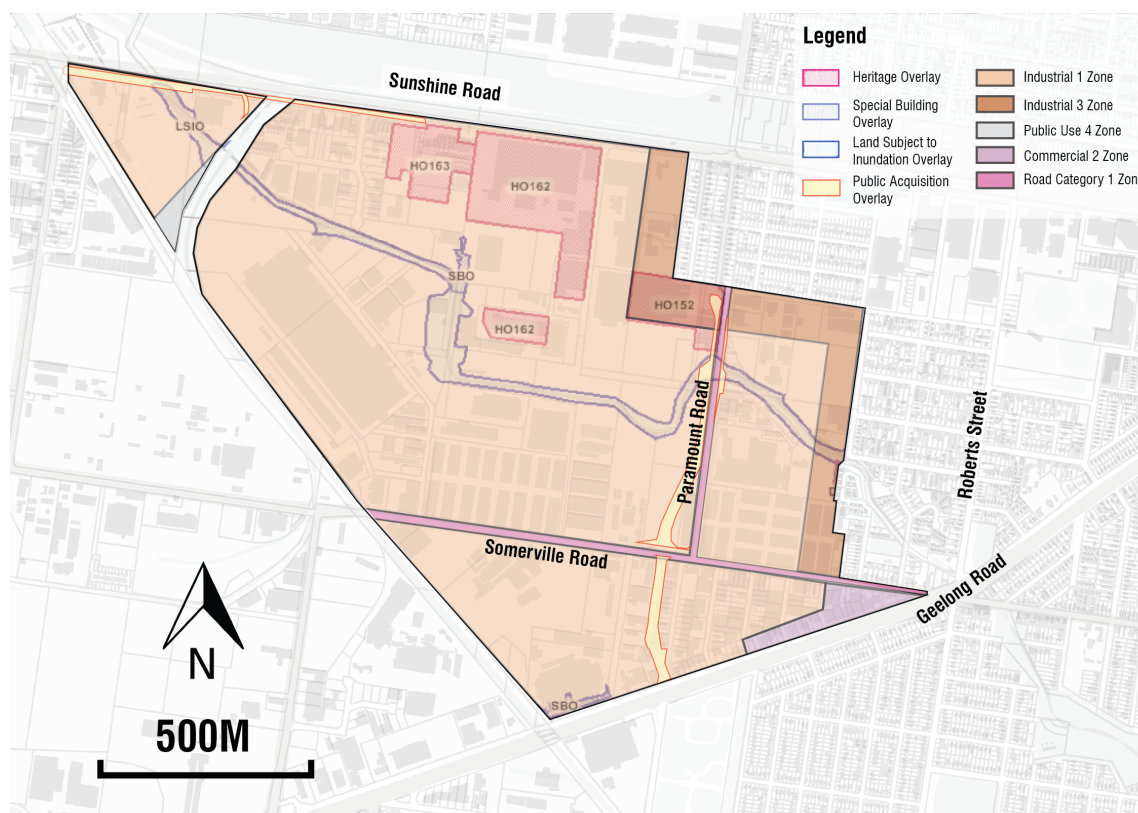 Legend
Heritage Overlay
Special Building
Overlay
Land Subject to
Inundation Overlay
Public Acquisition
Overlay
Industrial 1 Zone
Industrial 3 Zone
Public Use 4 Zone
Commercial 2 Zone
Road Category 1 Zon
Sunshine Road
LSIO
HO163
HO162
SBO
HO152
HO162
Paramount Road
Roberts Street
Somerville Road
Geelong Road
SBO
N
500M